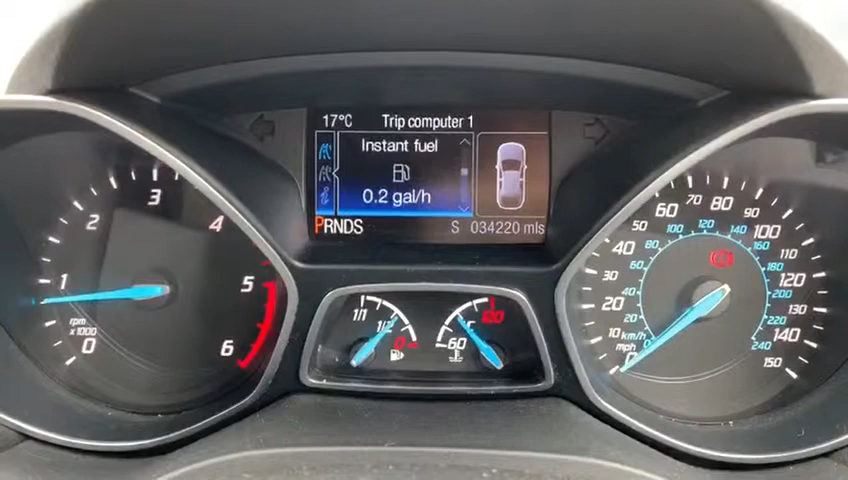 17°C Trip computer 1
Instant fuel
0.2 gal/h
PRNDS S 034220 mls
0 1 2 3 4 5 6
rpm
x1000
1/1 1/2 0
60 °C 120
0 10 20 30 40 50 60 70 80 90 100 110 120 130 140 150
0 20 40 60 80 100 120 140 160 180 200 220 240
km/h
mph